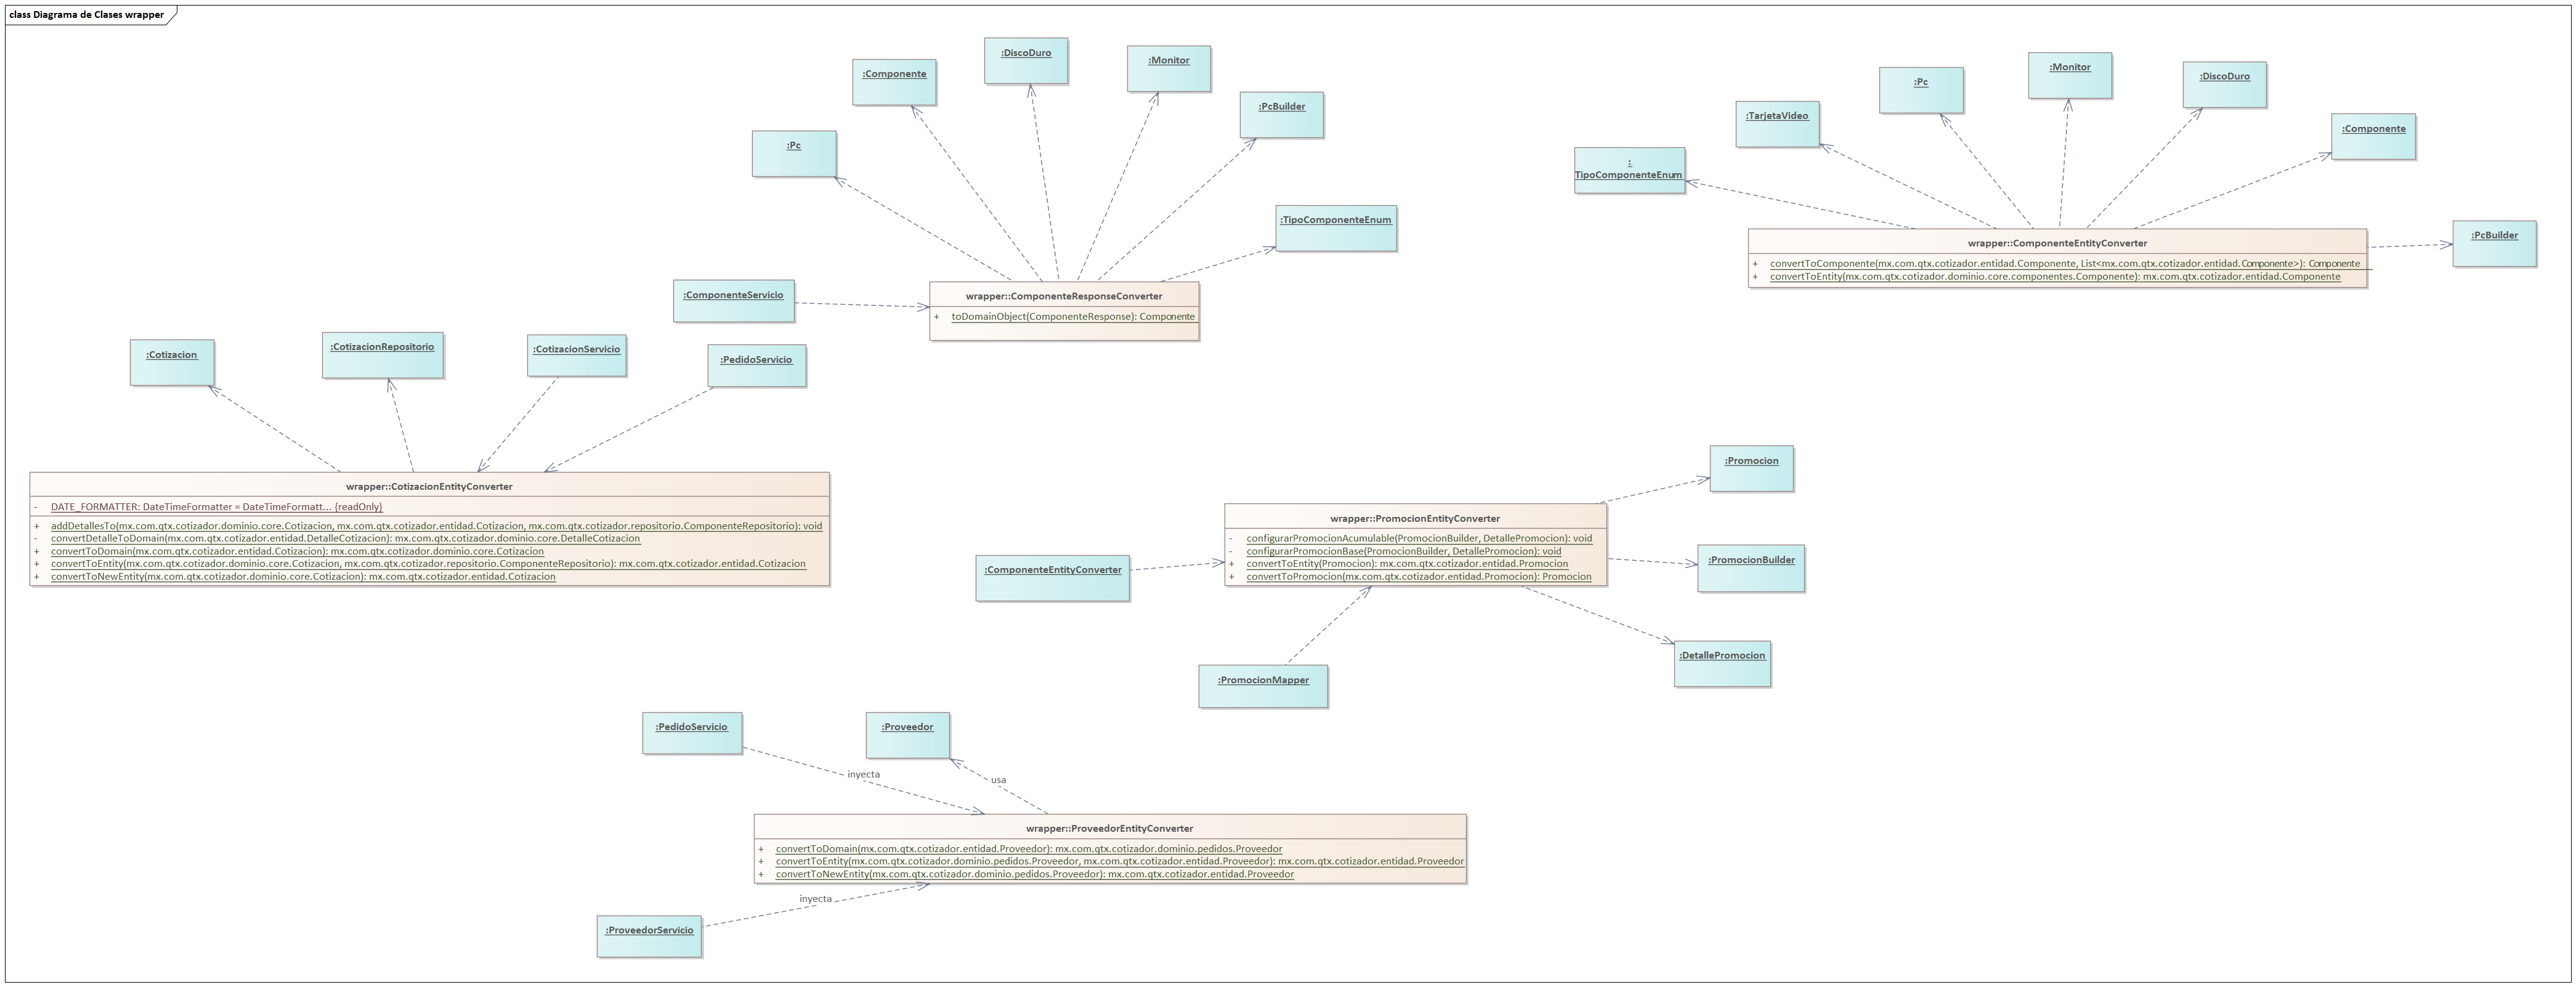 class Diagrama de Clases wrapper
:DiscoDuro
:Monitor
:Componente
:PcBuilder
:Pc
:TipoComponenteEnum
:ComponenteServicio
wrapper::ComponenteResponseConverter
+ toDomainObject(ComponenteResponse): Componente
:Monitor
:Pc
:DiscoDuro
:TarjetaVideo
:Componente
:
TipoComponenteEnum
:PcBuilder
wrapper::ComponenteEntityConverter
+ convertToComponente(mx.com.qtx.cotizador.entidad.Componente, List<mx.com.qtx.cotizador.entidad.Componente>): Componente
+ convertToEntity(mx.com.qtx.cotizador.dominio.core.componentes.Componente): mx.com.qtx.cotizador.entidad.Componente
:Cotizacion
:CotizacionRepositorio
:CotizacionServicio
:PedidoServicio
wrapper::CotizacionEntityConverter
- DATE_FORMATTER: DateTimeFormatter = DateTimeFormatt... {readOnly}
+ addDetallesTo(mx.com.qtx.cotizador.dominio.core.Cotizacion, mx.com.qtx.cotizador.entidad.Cotizacion, mx.com.qtx.cotizador.repositorio.ComponenteRepositorio): void
- convertDetalleToDomain(mx.com.qtx.cotizador.entidad.DetalleCotizacion): mx.com.qtx.cotizador.dominio.core.DetalleCotizacion
+ convertToDomain(mx.com.qtx.cotizador.entidad.Cotizacion): mx.com.qtx.cotizador.dominio.core.Cotizacion
+ convertToEntity(mx.com.qtx.cotizador.dominio.core.Cotizacion, mx.com.qtx.cotizador.repositorio.ComponenteRepositorio): mx.com.qtx.cotizador.entidad.Cotizacion
+ convertToNewEntity(mx.com.qtx.cotizador.dominio.core.Cotizacion): mx.com.qtx.cotizador.entidad.Cotizacion
:Promocion
wrapper::PromocionEntityConverter
- configurarPromocionAcumulable(PromocionBuilder, DetallePromocion): void
- configurarPromocionBase(PromocionBuilder, DetallePromocion): void
+ convertToEntity(Promocion): mx.com.qtx.cotizador.entidad.Promocion
+ convertToPromocion(mx.com.qtx.cotizador.entidad.Promocion): Promocion
:ComponenteEntityConverter
:PromocionBuilder
:DetallePromocion
:PromocionMapper
:PedidoServicio
:Proveedor
inyecta
usa
wrapper::ProveedorEntityConverter
+ convertToDomain(mx.com.qtx.cotizador.entidad.Proveedor): mx.com.qtx.cotizador.dominio.pedidos.Proveedor
+ convertToEntity(mx.com.qtx.cotizador.dominio.pedidos.Proveedor, mx.com.qtx.cotizador.entidad.Proveedor): mx.com.qtx.cotizador.entidad.Proveedor
+ convertToNewEntity(mx.com.qtx.cotizador.dominio.pedidos.Proveedor): mx.com.qtx.cotizador.entidad.Proveedor
inyecta
:ProveedorServicio